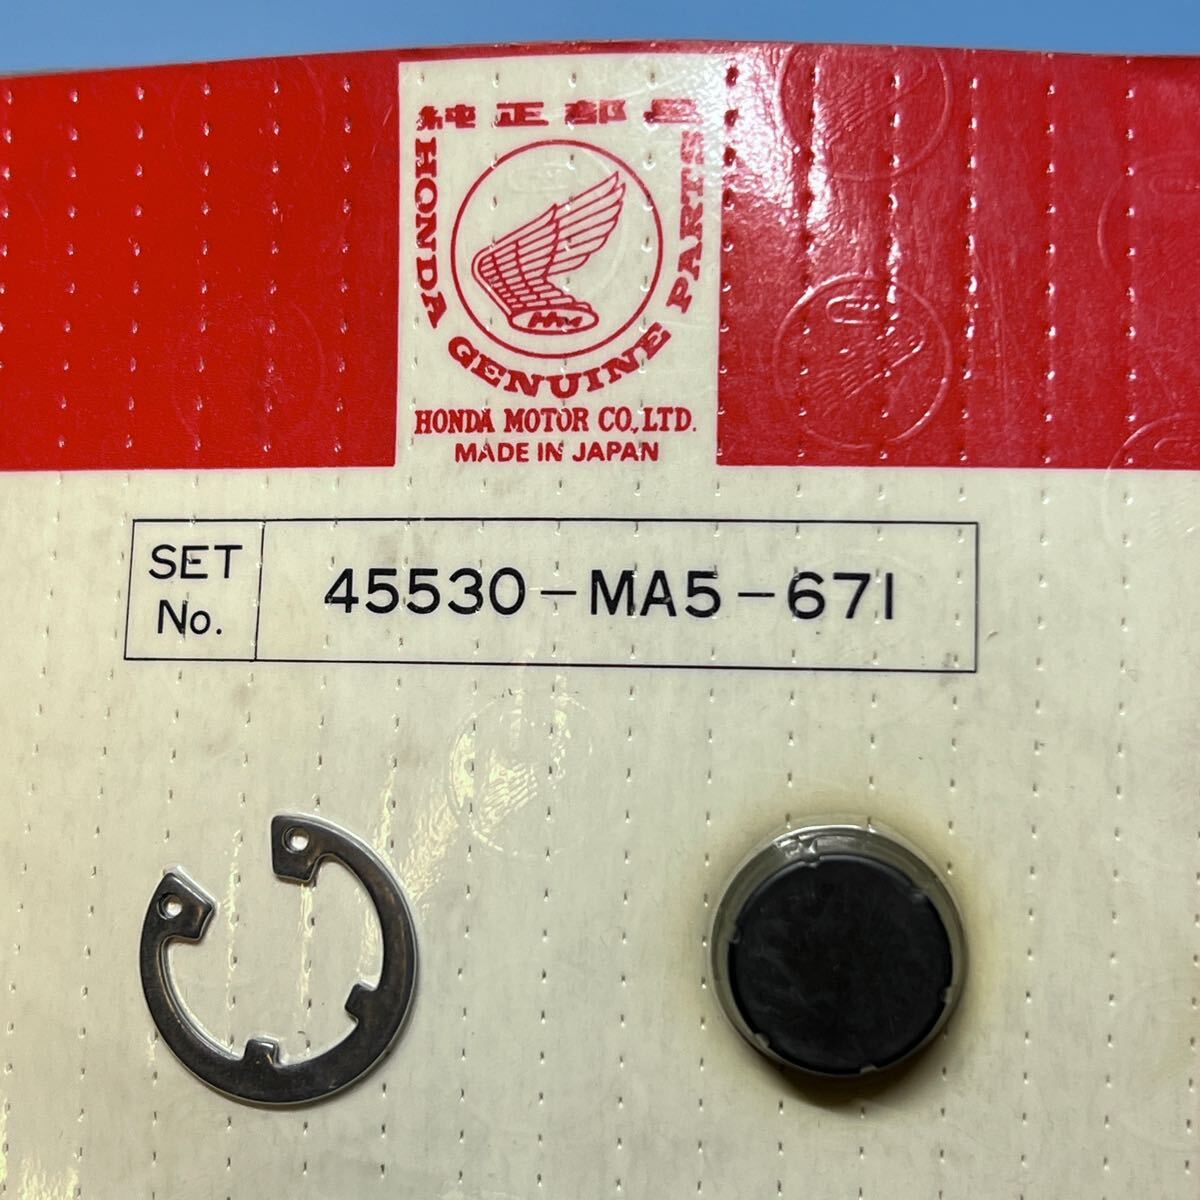 純正部品
HONDA GENUINE PARTS
HM
HONDA MOTOR CO., LTD.
MADE IN JAPAN
SET No.
45530-MA5-671